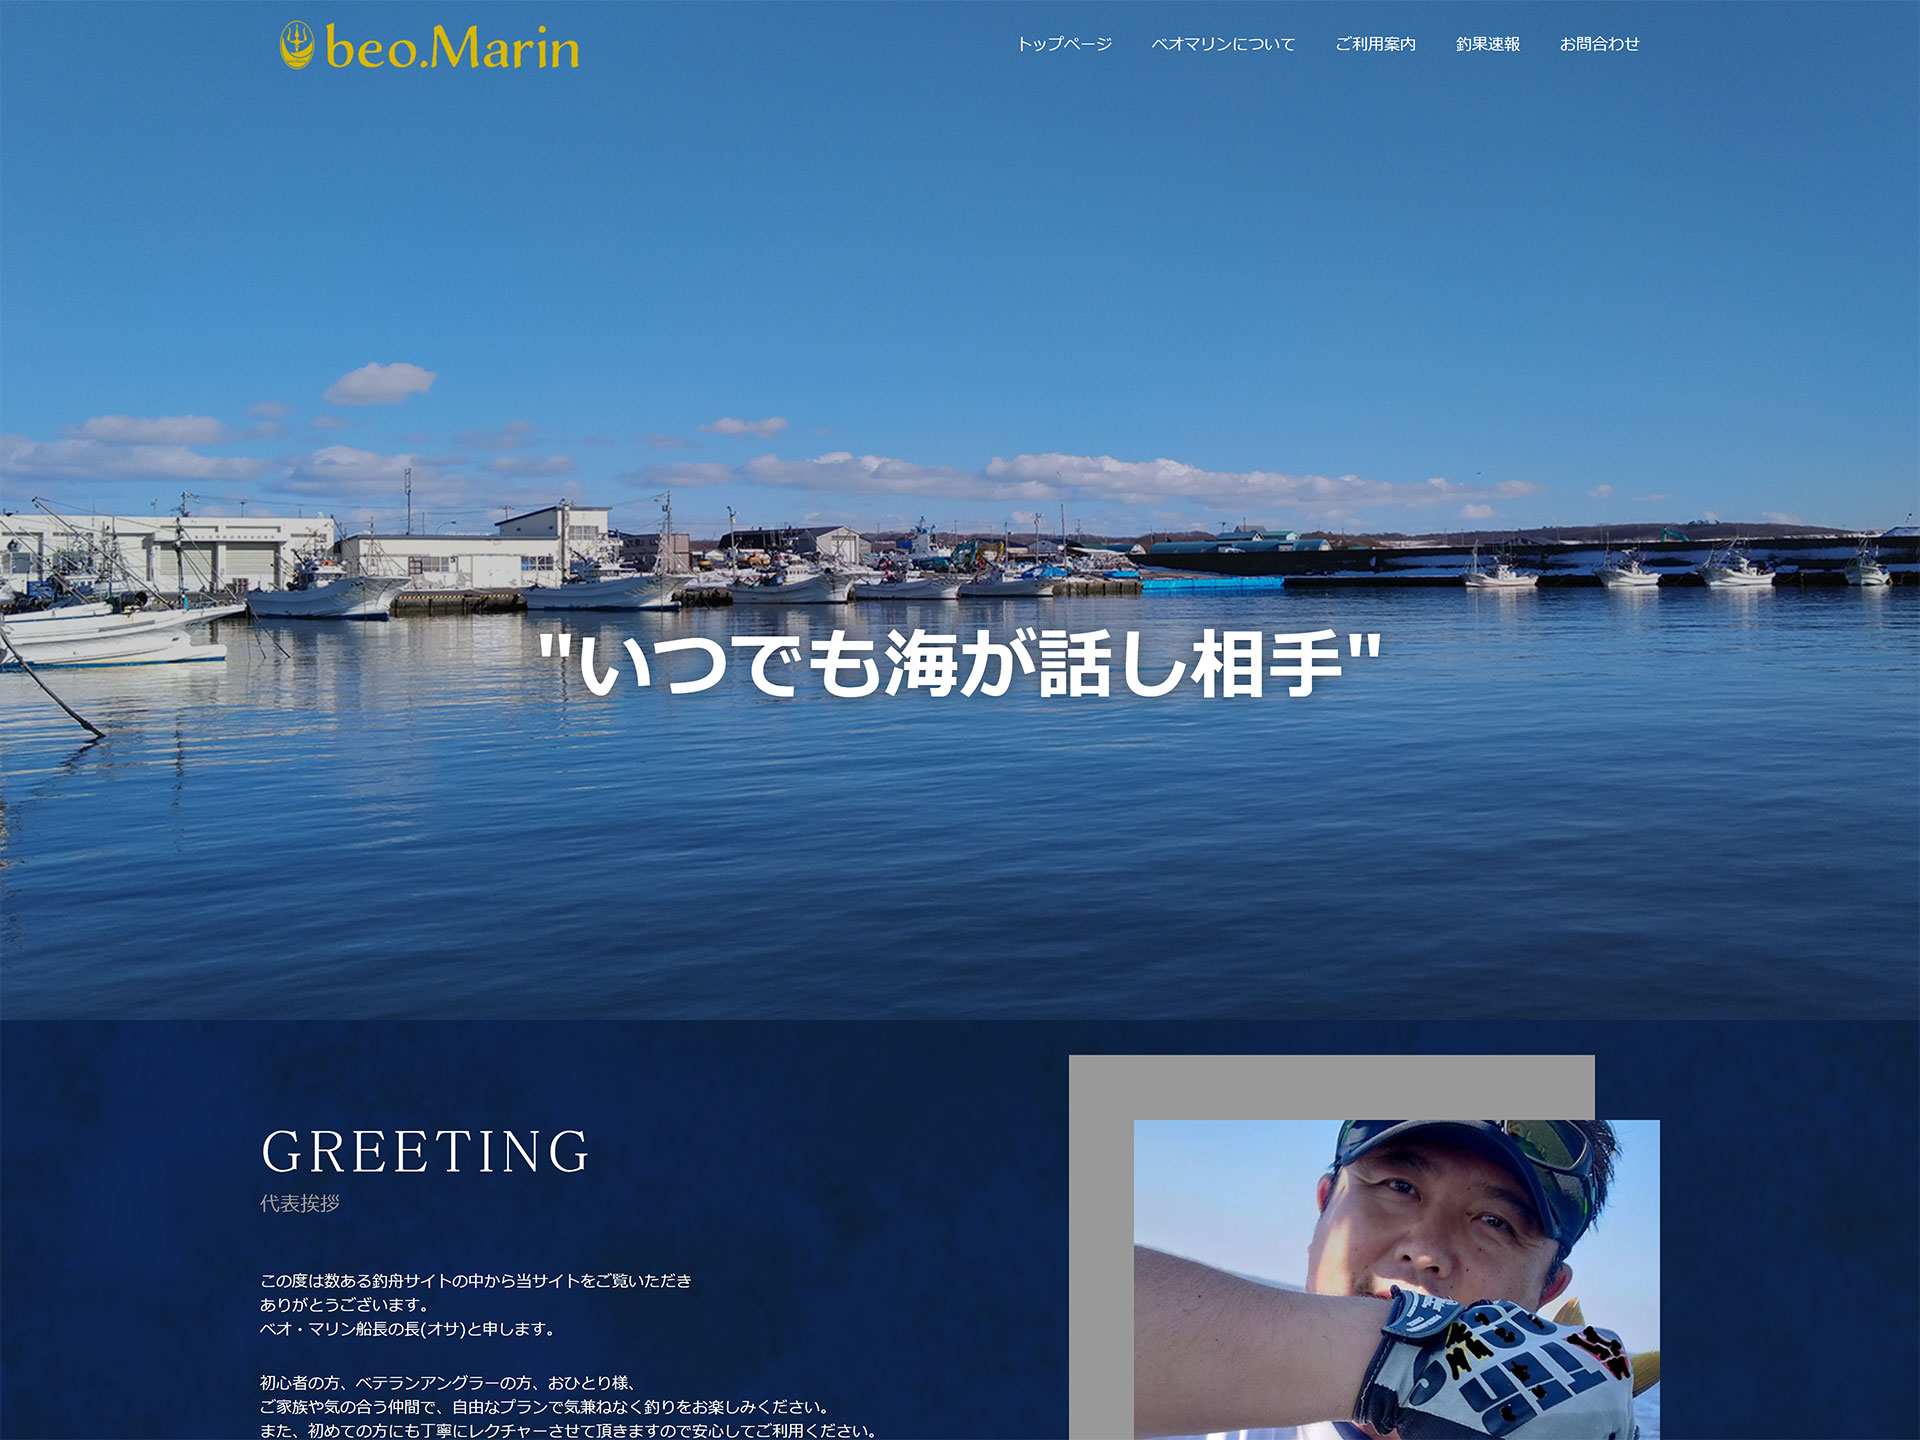 beo.Marin
トップページ
ベオマリンについて
ご利用案内
釣果速報
お問合わせ
"いつでも海が話し相手"
GREETING
代表挨拶
この度は数ある釣舟サイトの中から当サイトをご覧いただき
ありがとうございます。
ベオ・マリン船長の長(オサ)と申します。
初心者の方、ベテランアングラーの方、おひとり様、
ご家族や気の合う仲間で、自由なプランで気兼ねなく釣りをお楽しみください。
また、初めての方にも丁寧にレクチャーさせて頂きますので安心してご利用ください。